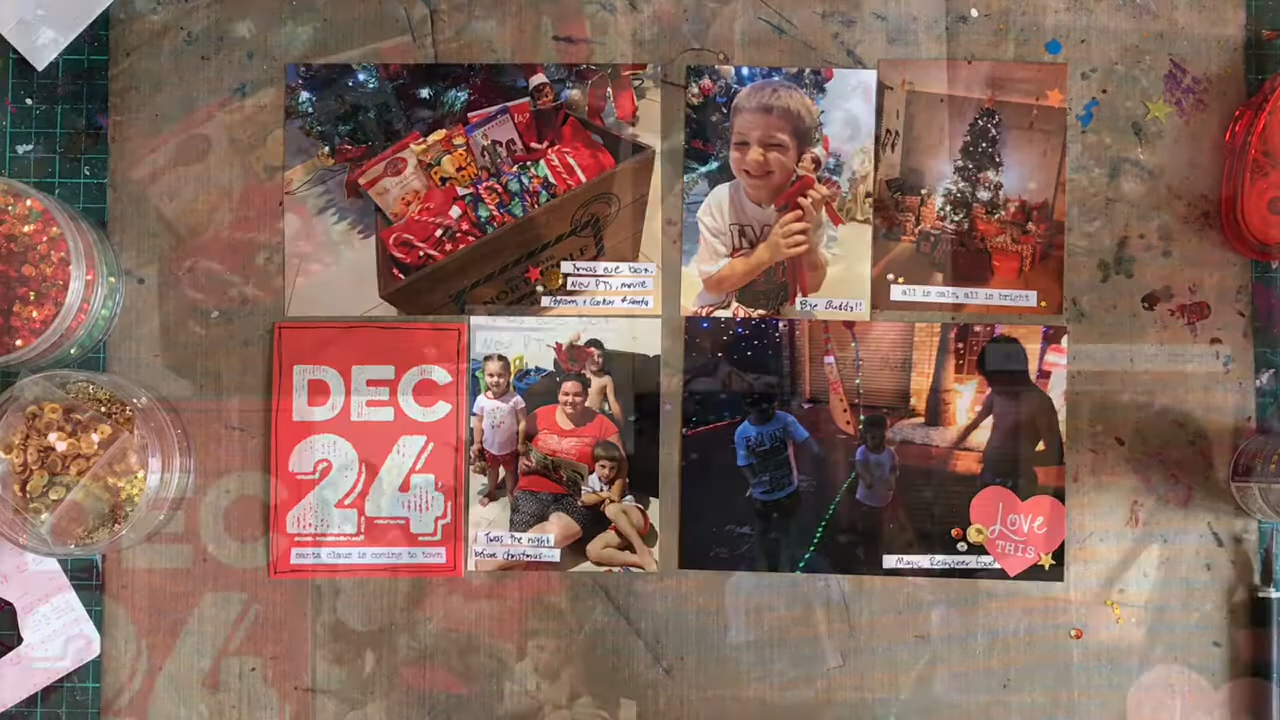 Xmas eve box.
New PJs, movie
Popcorn + Cookies 4 santa
Bye Buddy!!
all is calm, all is bright
DEC
24
santa claus is coming to town
'Twas the night
before christmas...
Magic Reindeer Food
LOVE
THIS